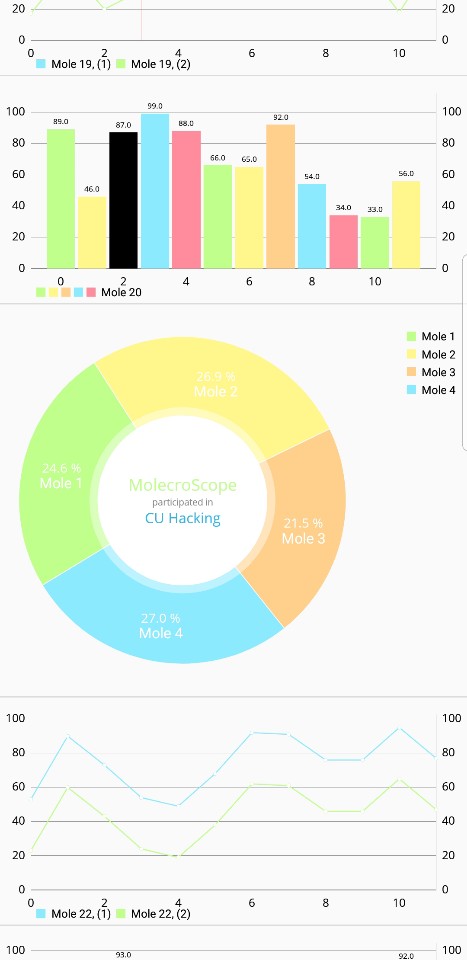 20 20
0 0
0 2 4 6 8 10
Mole 19, (1) Mole 19, (2)
100 100
80 80
60 60
40 40
20 20
0 0
89.0 46.0 87.0 99.0 88.0 66.0 65.0 92.0 54.0 34.0 33.0 56.0
0 2 4 6 8 10
Mole 20
Mole 1
Mole 2
Mole 3
Mole 4
26.9 %
Mole 2
24.6 %
Mole 1
MolecroScope
participated in
CU Hacking
21.5 %
Mole 3
27.0 %
Mole 4
100 100
80 80
60 60
40 40
20 20
0 0
0 2 4 6 8 10
Mole 22, (1) Mole 22, (2)
100 93.0 92.0 100